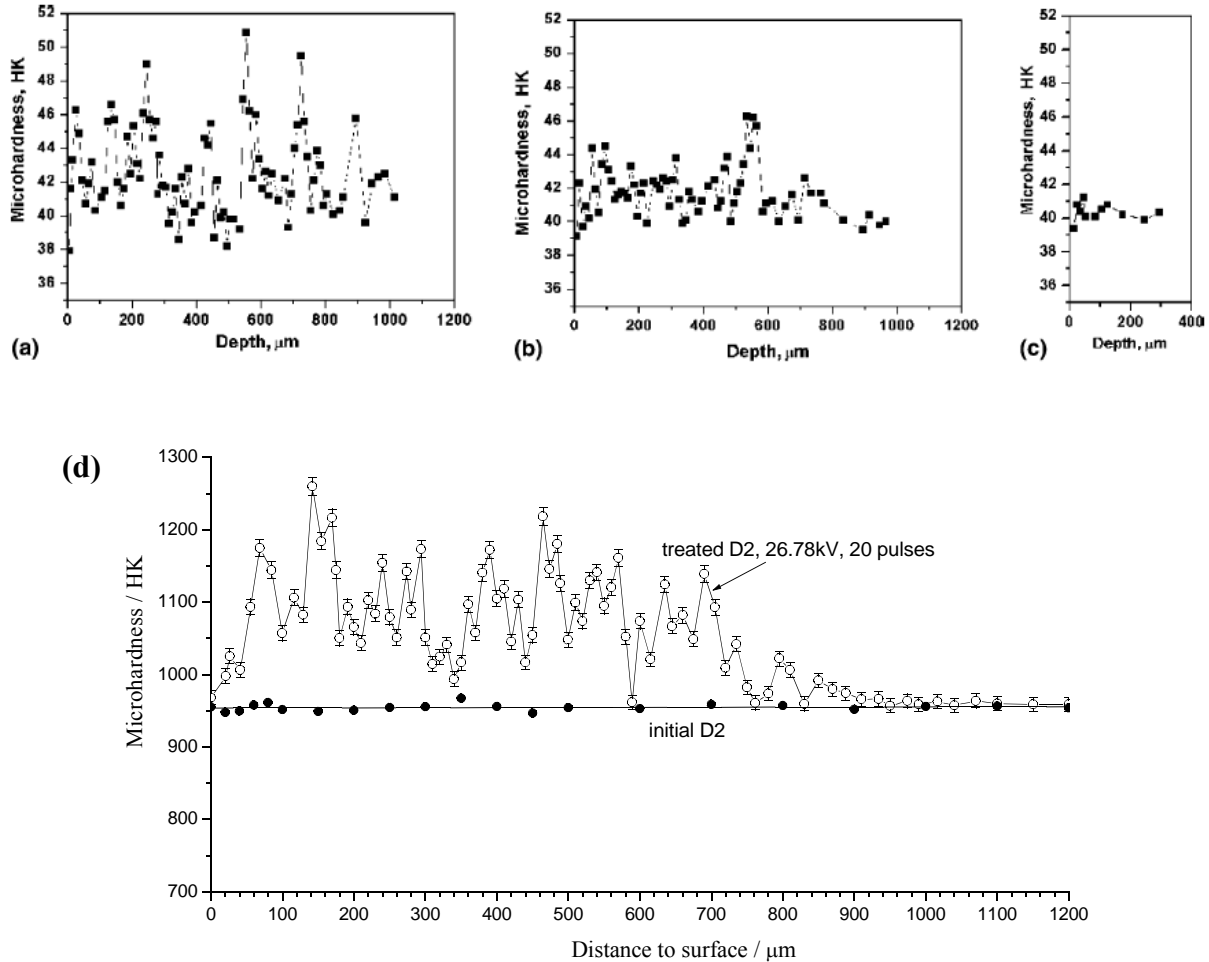 52
50
48
46
44
42
40
38
36
Microhardness, HK
0 200 400 600 800 1000 1200
Depth, μm
(a)
52
50
48
46
44
42
40
38
36
Microhardness, HK
0 200 400 600 800 1000 1200
Depth, μm
(b)
52
50
48
46
44
42
40
38
36
Microhardness, HK
0 200 400
Depth, μm
(c)
(d)
1300
1200
1100
1000
900
800
700
Microhardness / HK
treated D2, 26.78kV, 20 pulses
initial D2
0 100 200 300 400 500 600 700 800 900 1000 1100 1200
Distance to surface / μm